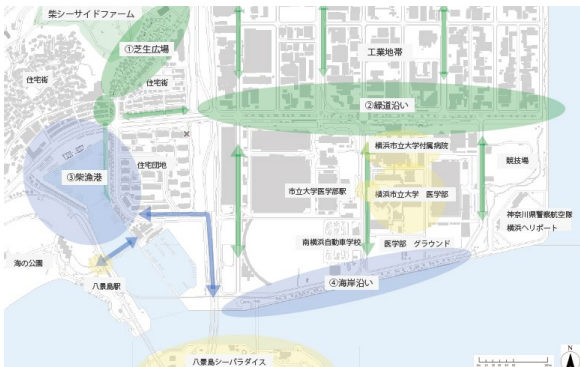 柴シーサイドファーム
①芝生広場
工業地帯
住宅街
住宅街
②緑道沿い
横浜市立大学付属病院
③柴漁港
住宅団地
競技場
市立大学医学部駅
横浜市立大学 医学部
神奈川県警察航空隊
横浜ヘリポート
南横浜自動車学校
医学部 グラウンド
海の公園
八景島駅
④海岸沿い
八景島シーパラダイス
N